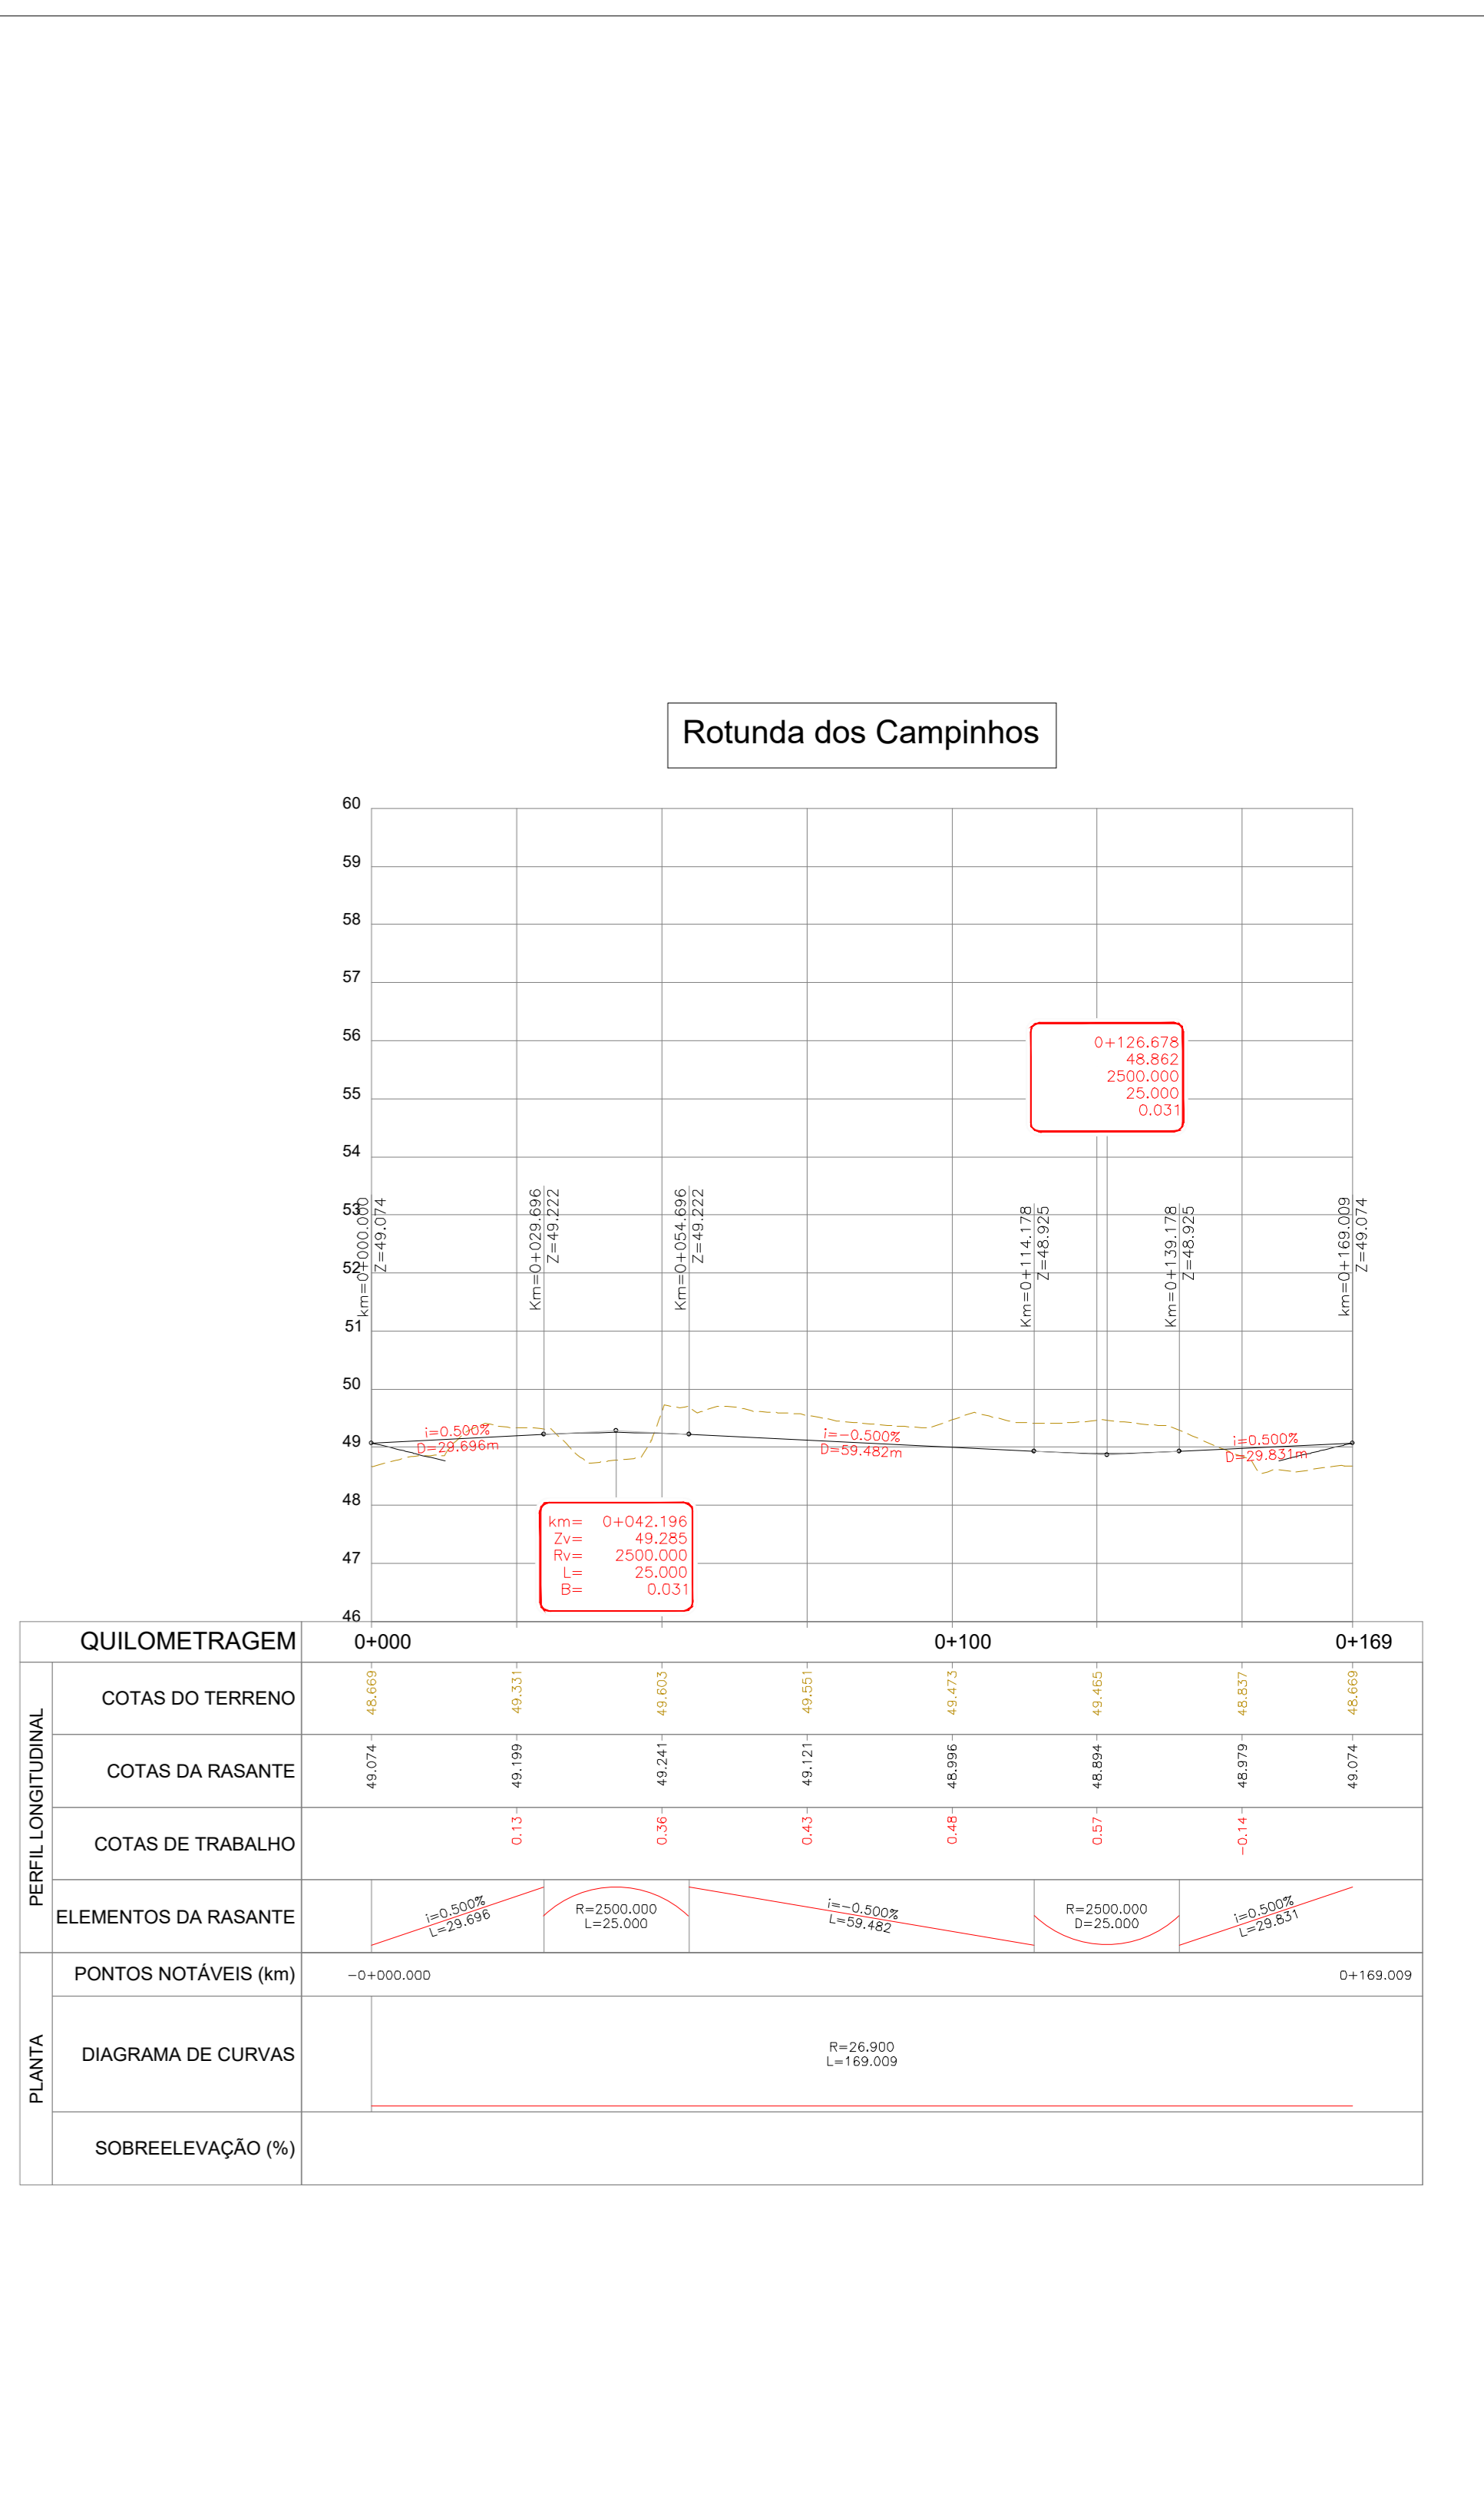 Rotunda dos Campinhos
60
59
58
57
56
55
54
53
52
51
50
49
48
47
46
0+126.678
48.862
2500.000
25.000
0.031
km=0+000.000
Z=49.074
Km=0+029.696
Z=49.222
Km=0+054.696
Z=49.222
Km=0+114.178
Z=48.925
Km=0+139.178
Z=48.925
km=0+169.009
Z=49.074
i=0.500%
D=29.696m
i=-0.500%
D=59.482m
i=0.500%
D=29.831m
km= 0+042.196
Zv= 49.285
Rv= 2500.000
L= 25.000
B= 0.031
QUILOMETRAGEM 0+000 0+100 0+169
PERFIL LONGITUDINAL
COTAS DO TERRENO 48.669 49.331 49.603 49.551 49.473 49.465 48.837 48.669
COTAS DA RASANTE 49.074 49.199 49.241 49.121 48.996 48.894 48.979 49.074
COTAS DE TRABALHO 0.13 0.36 0.43 0.48 0.57 -0.14
ELEMENTOS DA RASANTE
i=0.500%
L=29.696
R=2500.000
L=25.000
i=-0.500%
L=59.482
R=2500.000
D=25.000
i=0.500%
L=29.831
PLANTA
PONTOS NOTÁVEIS (km) -0+000.000 0+169.009
DIAGRAMA DE CURVAS
R=26.900
L=169.009
SOBREELEVAÇÃO (%)